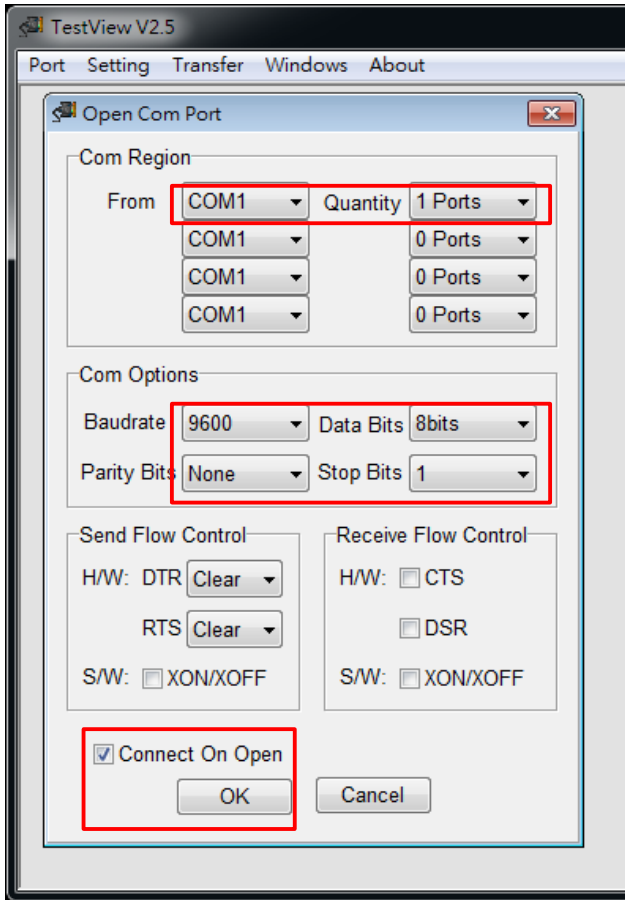 TestView V2.5
Port Setting Transfer Windows About
Open Com Port
Com Region
From COM1 Quantity 1 Ports
COM1 0 Ports
COM1 0 Ports
COM1 0 Ports
Com Options
Baudrate 9600 Data Bits 8bits
Parity Bits None Stop Bits 1
Send Flow Control Receive Flow Control
H/W: DTR Clear H/W: CTS
RTS Clear DSR
S/W: XON/XOFF S/W: XON/XOFF
Connect On Open
OK Cancel